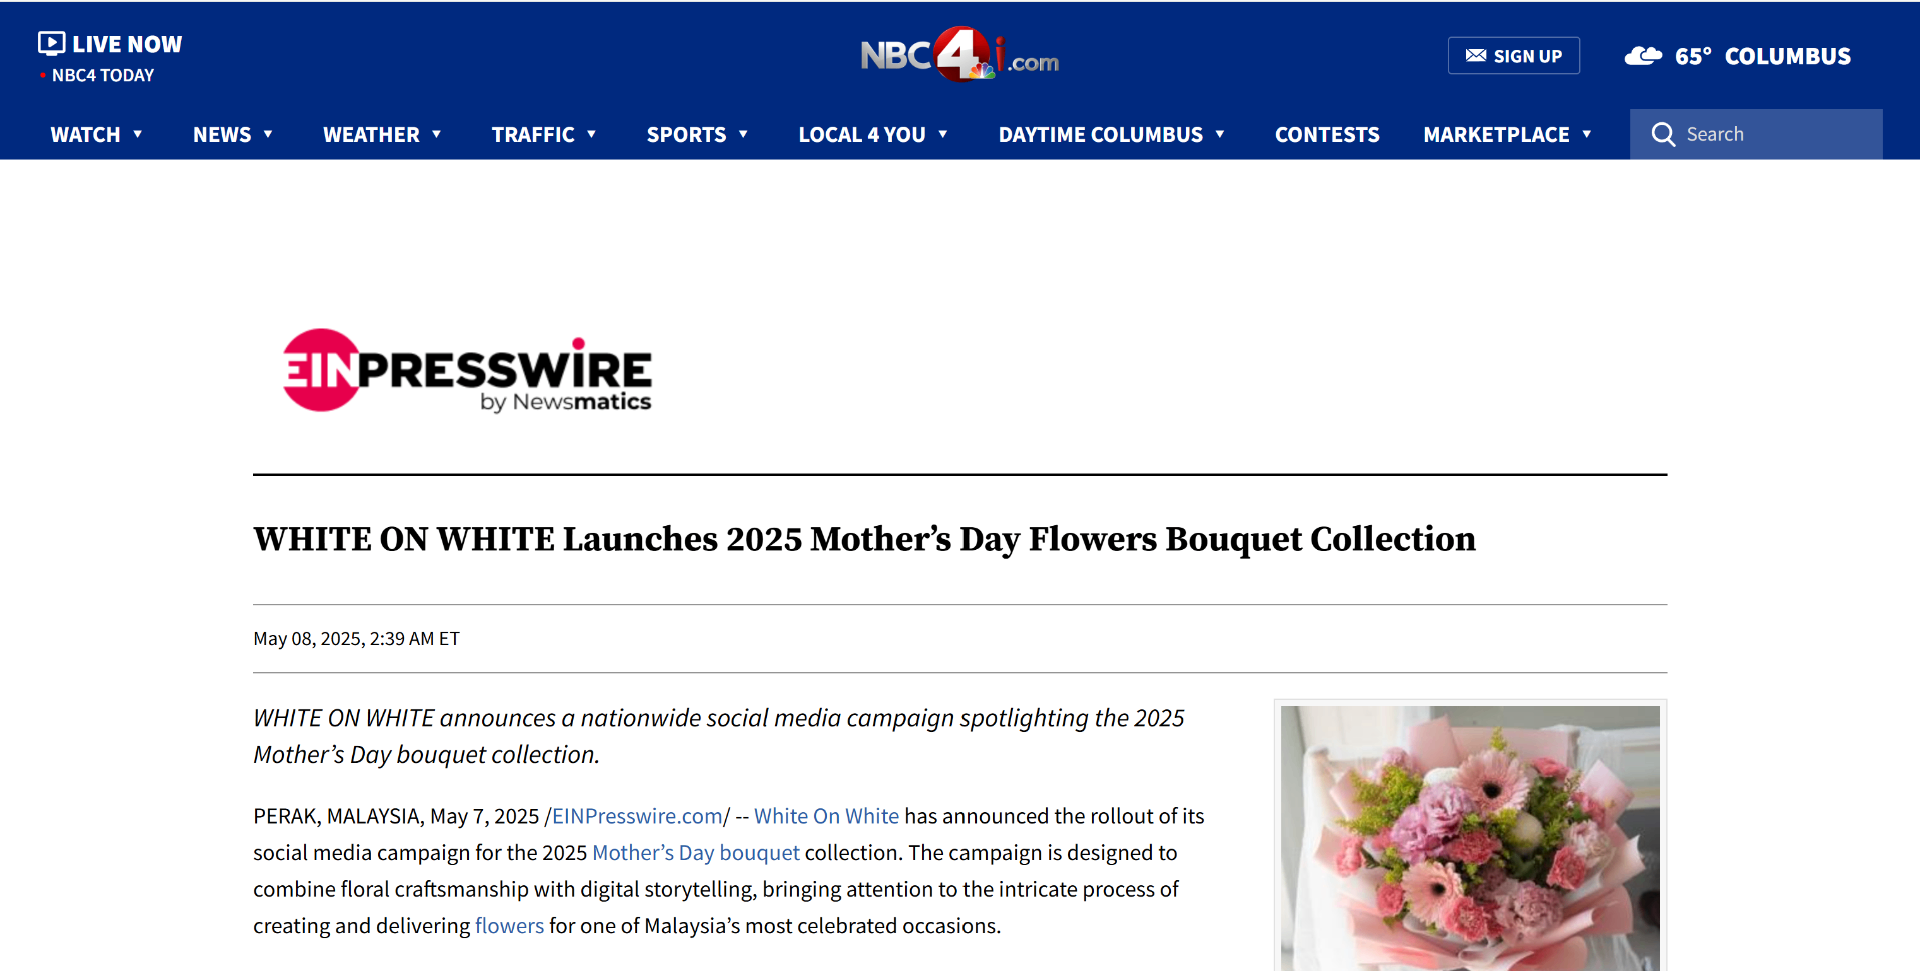 LIVE NOW
• NBC4 TODAY
NBC4i.com
SIGN UP
65° COLUMBUS
WATCH ▼ NEWS ▼ WEATHER ▼ TRAFFIC ▼ SPORTS ▼ LOCAL 4 YOU ▼ DAYTIME COLUMBUS ▼ CONTESTS MARKETPLACE ▼ Search
EINPRESSWIRE
by Newsmatics
WHITE ON WHITE Launches 2025 Mother’s Day Flowers Bouquet Collection
May 08, 2025, 2:39 AM ET
WHITE ON WHITE announces a nationwide social media campaign spotlighting the 2025
Mother’s Day bouquet collection.
PERAK, MALAYSIA, May 7, 2025 /EINPresswire.com/ -- White On White has announced the rollout of its
social media campaign for the 2025 Mother’s Day bouquet collection. The campaign is designed to
combine floral craftsmanship with digital storytelling, bringing attention to the intricate process of
creating and delivering flowers for one of Malaysia’s most celebrated occasions.